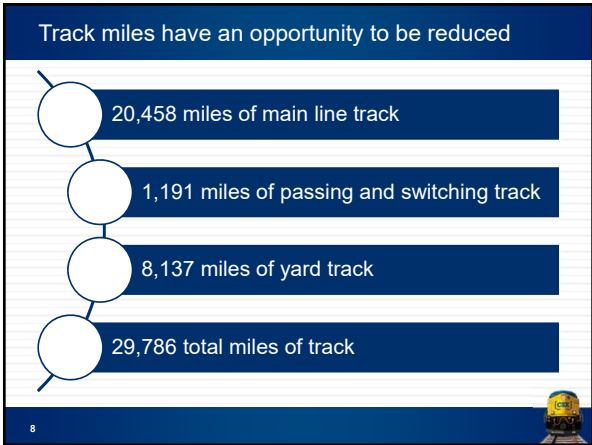 Track miles have an opportunity to be reduced
20,458 miles of main line track
1,191 miles of passing and switching track
8,137 miles of yard track
29,786 total miles of track
8
CSX